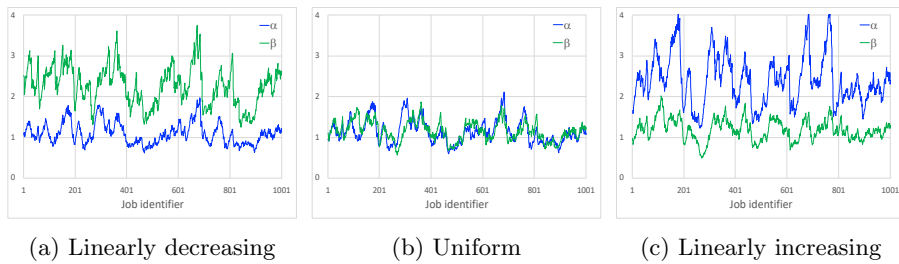 α
β
4
3
2
1
0
1 201 401 601 801 1001
Job identifier
(a) Linearly decreasing
α
β
4
3
2
1
0
1 201 401 601 801 1001
Job identifier
(b) Uniform
α
β
4
3
2
1
0
1 201 401 601 801 1001
Job identifier
(c) Linearly increasing